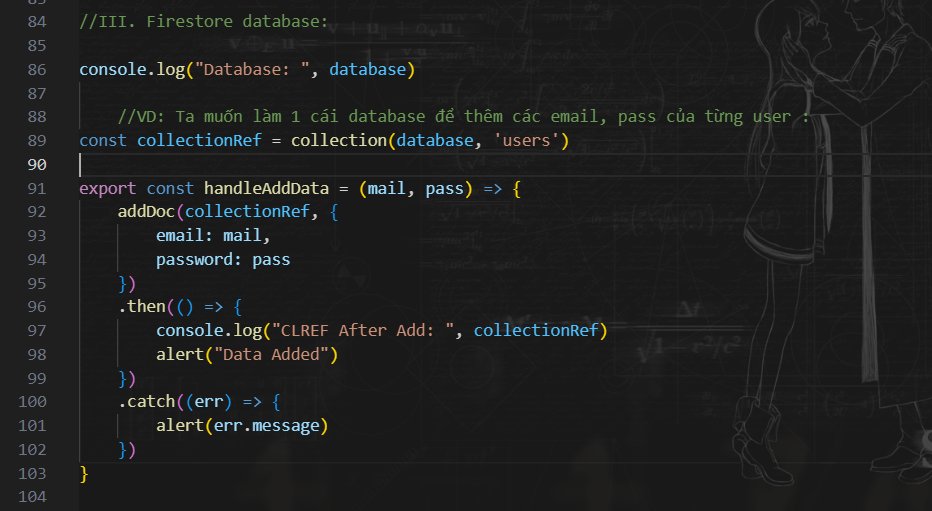 84 //III. Firestore database:
85
86 console.log("Database: ", database)
87
88 //VD: Ta muốn làm 1 cái database để thêm các email, pass của từng user :
89 const collectionRef = collection(database, 'users')
90
91 export const handleAddData = (mail, pass) => {
92 addDoc(collectionRef, {
93 email: mail,
94 password: pass
95 })
96 .then(() => {
97 console.log("CLREF After Add: ", collectionRef)
98 alert("Data Added")
99 })
100 .catch((err) => {
101 alert(err.message)
102 })
103 }
104